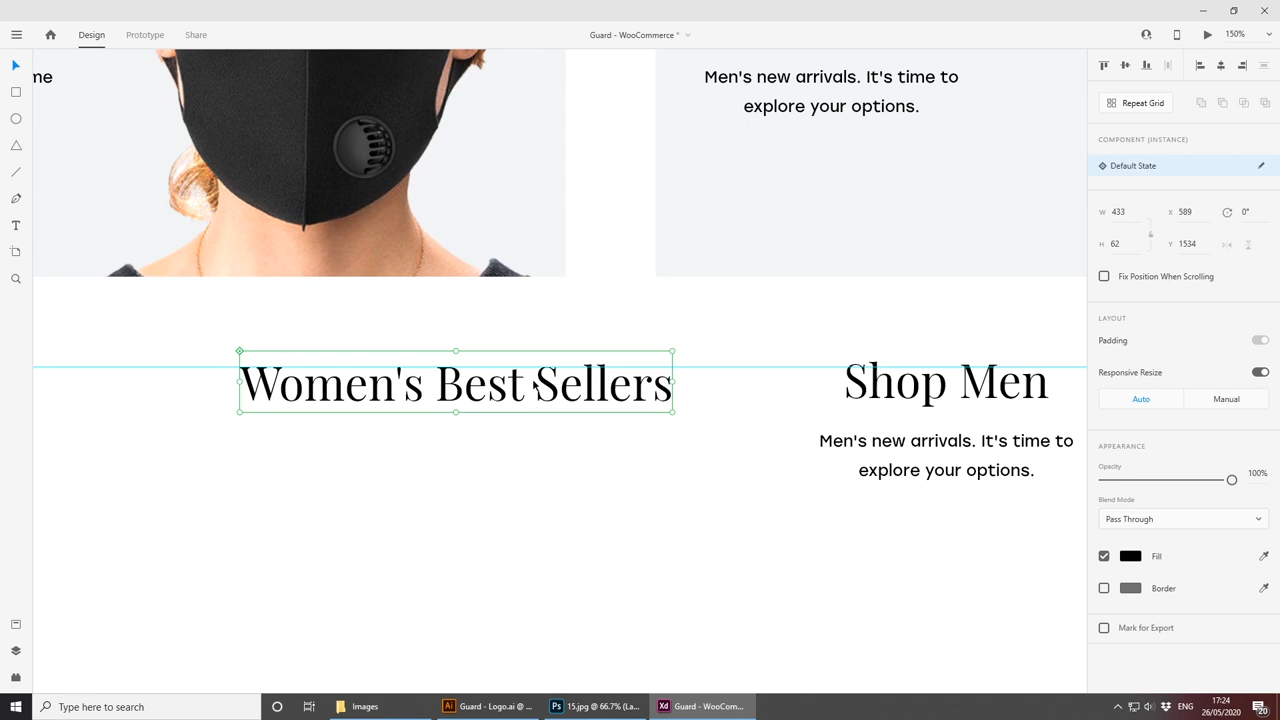 Design
Prototype
Share
Guard - WooCommerce *
150%
me
Men's new arrivals. It's time to
explore your options.
Women's Best Sellers
Shop Men
Men's new arrivals. It's time to
explore your options.
Repeat Grid
COMPONENT (INSTANCE)
Default State
W 433 X 589 0°
H 62 Y 1534
Fix Position When Scrolling
LAYOUT
Padding
Responsive Resize
Auto Manual
APPEARANCE
Opacity
100%
Blend Mode
Pass Through
Fill
Border
Mark for Export
Type here to search
Images
Ai Guard - Logo.ai @ ...
Ps 15.jpg @ 66.7% (La...
Xd Guard - WooCom...
ENG
17:24
26/05/2020
20